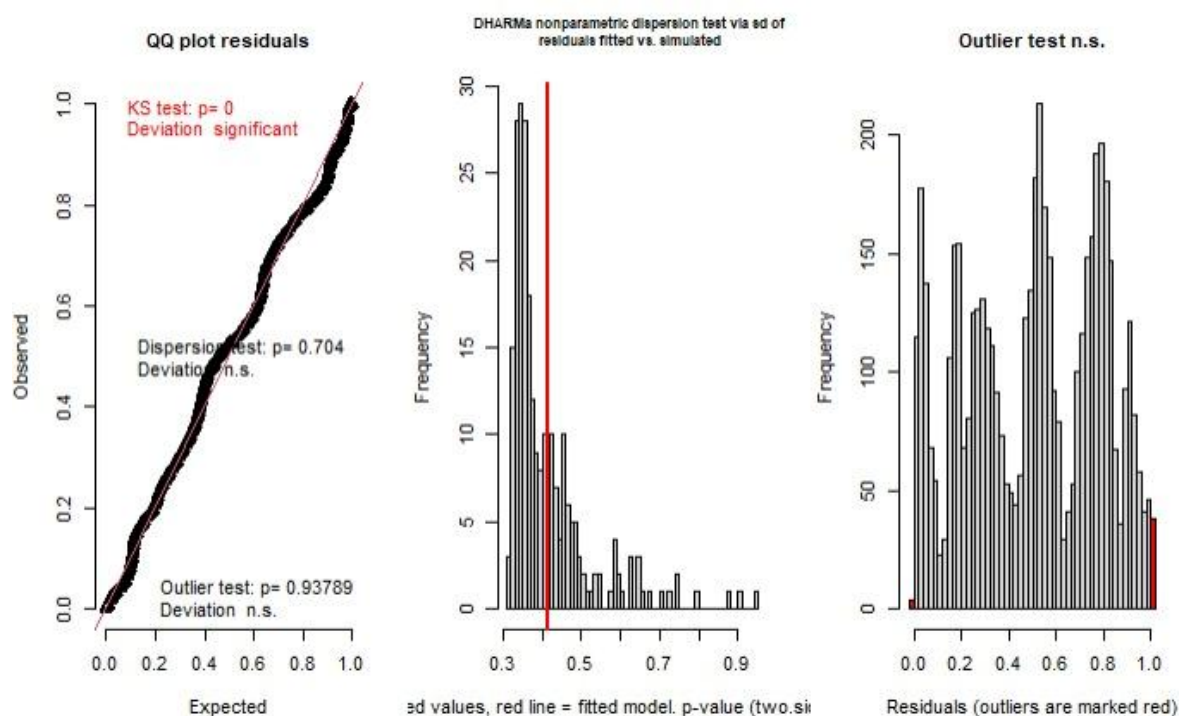 QQ plot residuals
KS test: p= 0
Deviation significant
Dispersion test: p= 0.704
Deviation n.s.
Outlier test: p= 0.93789
Deviation n.s.
Observed
0.0 0.2 0.4 0.6 0.8 1.0
0.0 0.2 0.4 0.6 0.8 1.0
Expected
DHARMa nonparametric dispersion test via sd of
residuals fitted vs. simulated
Frequency
0 5 10 15 20 25 30
0.3 0.5 0.7 0.9
ed values, red line = fitted model. p-value (two.si
Outlier test n.s.
Frequency
0 50 100 150 200
0.0 0.2 0.4 0.6 0.8 1.0
Residuals (outliers are marked red)